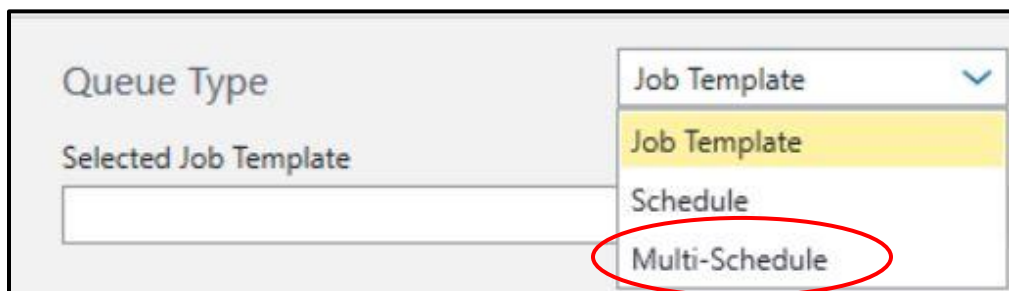 Queue Type
Job Template
Selected Job Template
Job Template
Schedule
Multi-Schedule